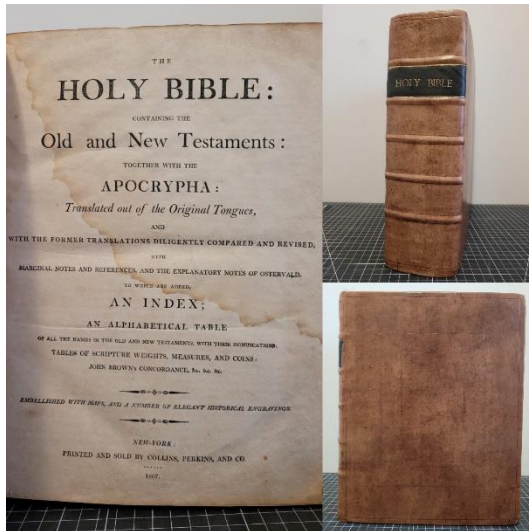 THE
HOLY BIBLE:
CONTAINING THE
Old and New Testaments:
TOGETHER WITH THE
APOCRYPHA:
Translated out of the Original Tongues,
AND
WITH THE FORMER TRANSLATIONS DILIGENTLY COMPARED AND REVISED,
WITH
MARGINAL NOTES AND REFERENCES, AND THE EXPLANATORY NOTES OF OSTERVALD.
TO WHICH ARE ADDED,
AN INDEX;
AN ALPHABETICAL TABLE
OF ALL THE NAMES IN THE OLD AND NEW TESTAMENTS, WITH THEIR SIGNIFICATIONS:
TABLES OF SCRIPTURE WEIGHTS, MEASURES, AND COINS:
JOHN BROWN'S CONCORDANCE, &c. &c. &c.
EMBELLISHED WITH MAPS, AND A NUMBER OF ELEGANT HISTORICAL ENGRAVINGS
NEW-YORK:
PRINTED AND SOLD BY COLLINS, PERKINS, AND CO.
1807.
HOLY BIBLE